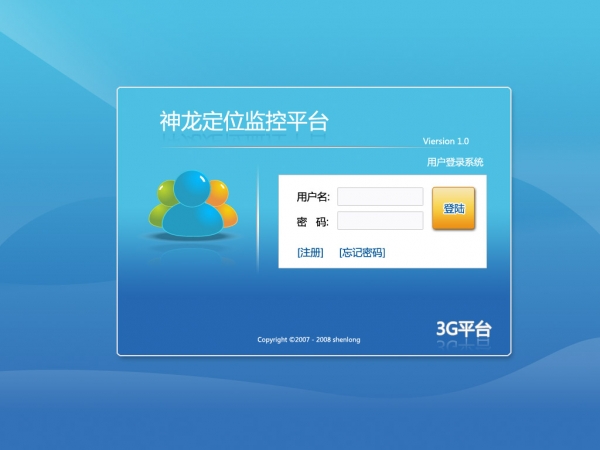 神龙定位监控平台
Viersion 1.0
用户登录系统
用户名:
登陆
密 码:
[注册] [忘记密码]
3G平台
Copyright ©2007 - 2008 shenlong